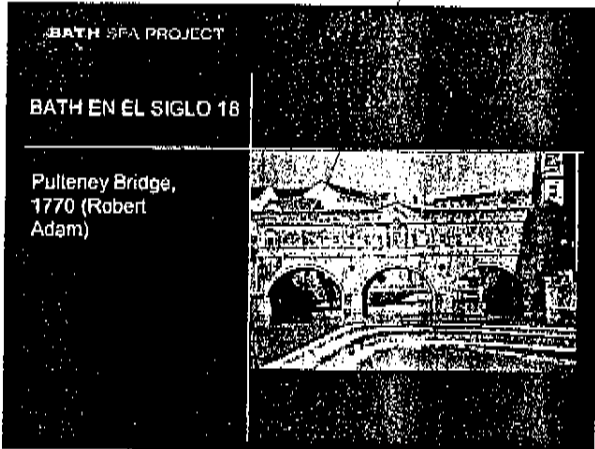 BATH SPA PROJECT
BATH EN EL SIGLO 18
Pulteney Bridge,
1770 (Robert
Adam)